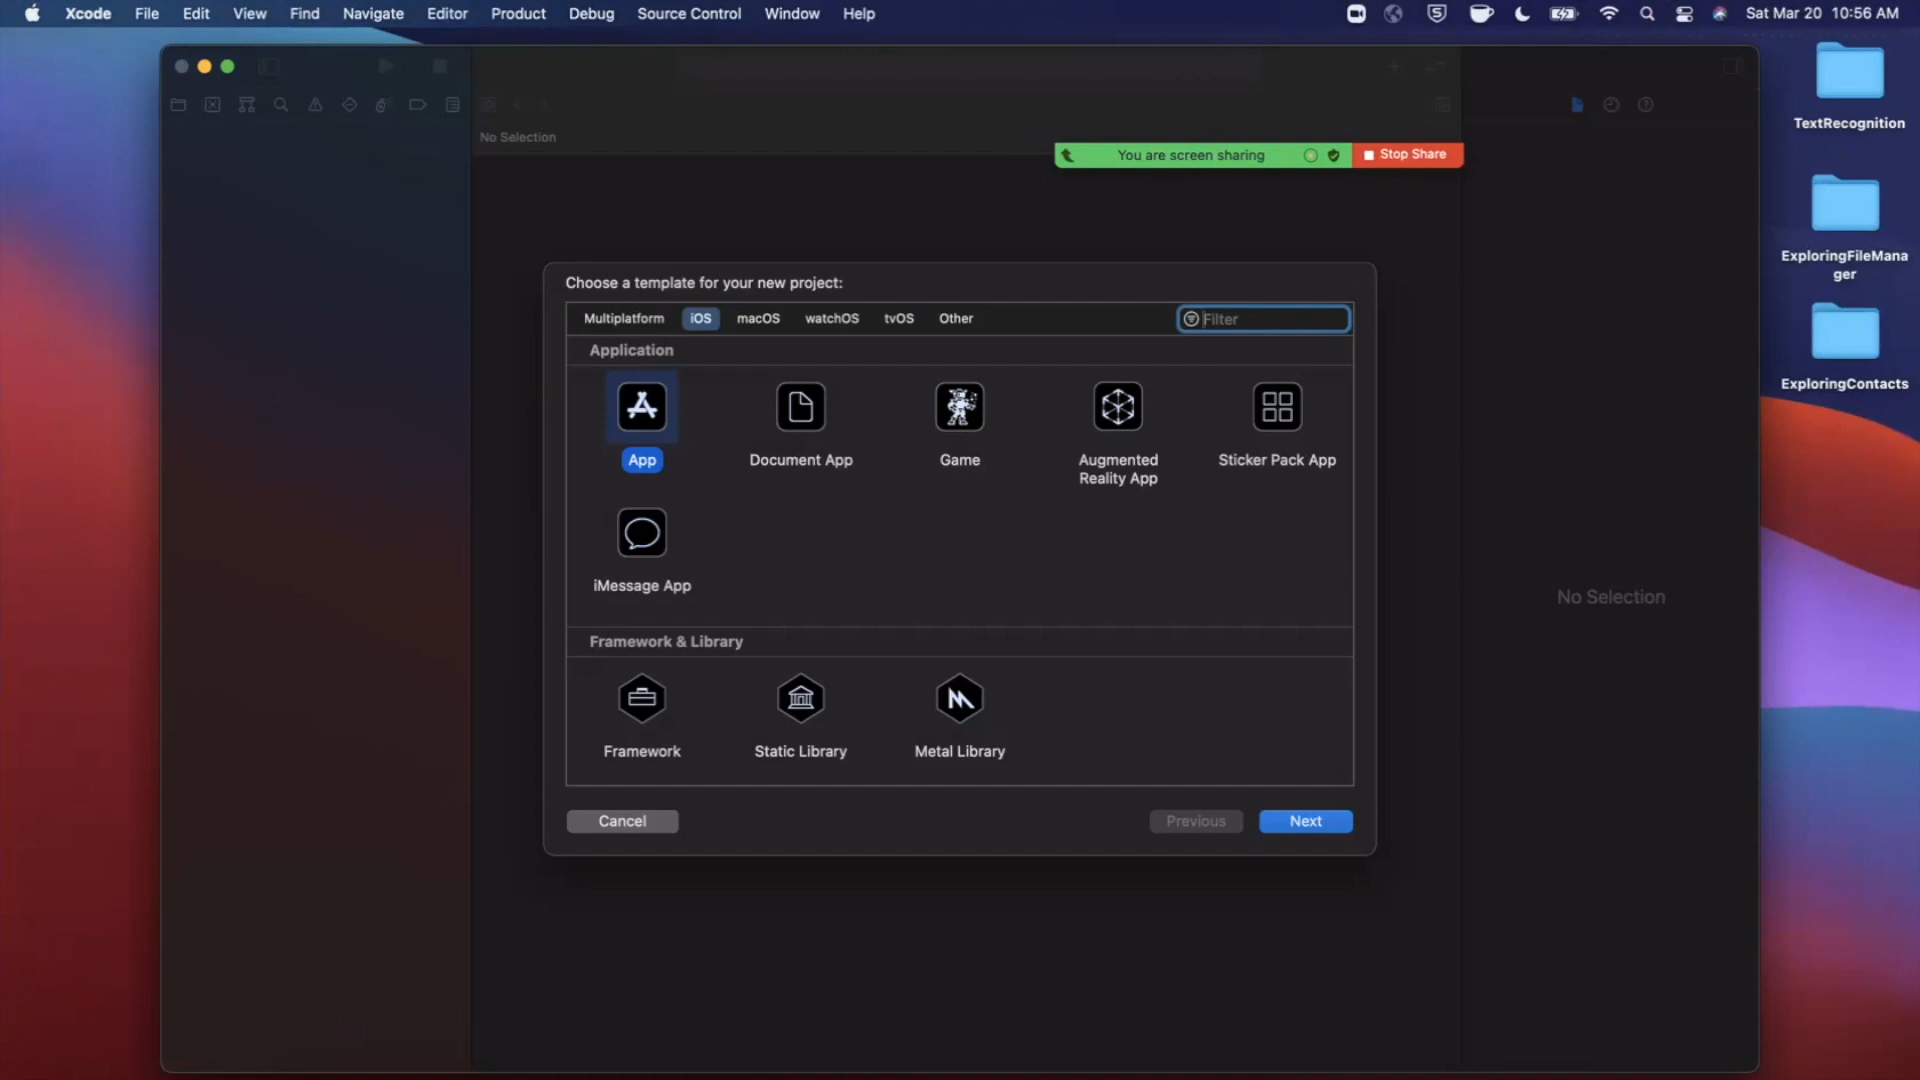 Xcode File Edit View Find Navigate Editor Product Debug Source Control Window Help Sat Mar 20 10:56 AM
TextRecognition
No Selection
You are screen sharing Stop Share
ExploringFileMana
ger
Choose a template for your new project:
Multiplatform iOS macOS watchOS tvOS Other Filter
Application
ExploringContacts
App Document App Game Augmented Sticker Pack App
Reality App
iMessage App
No Selection
Framework & Library
Framework Static Library Metal Library
Cancel Previous Next